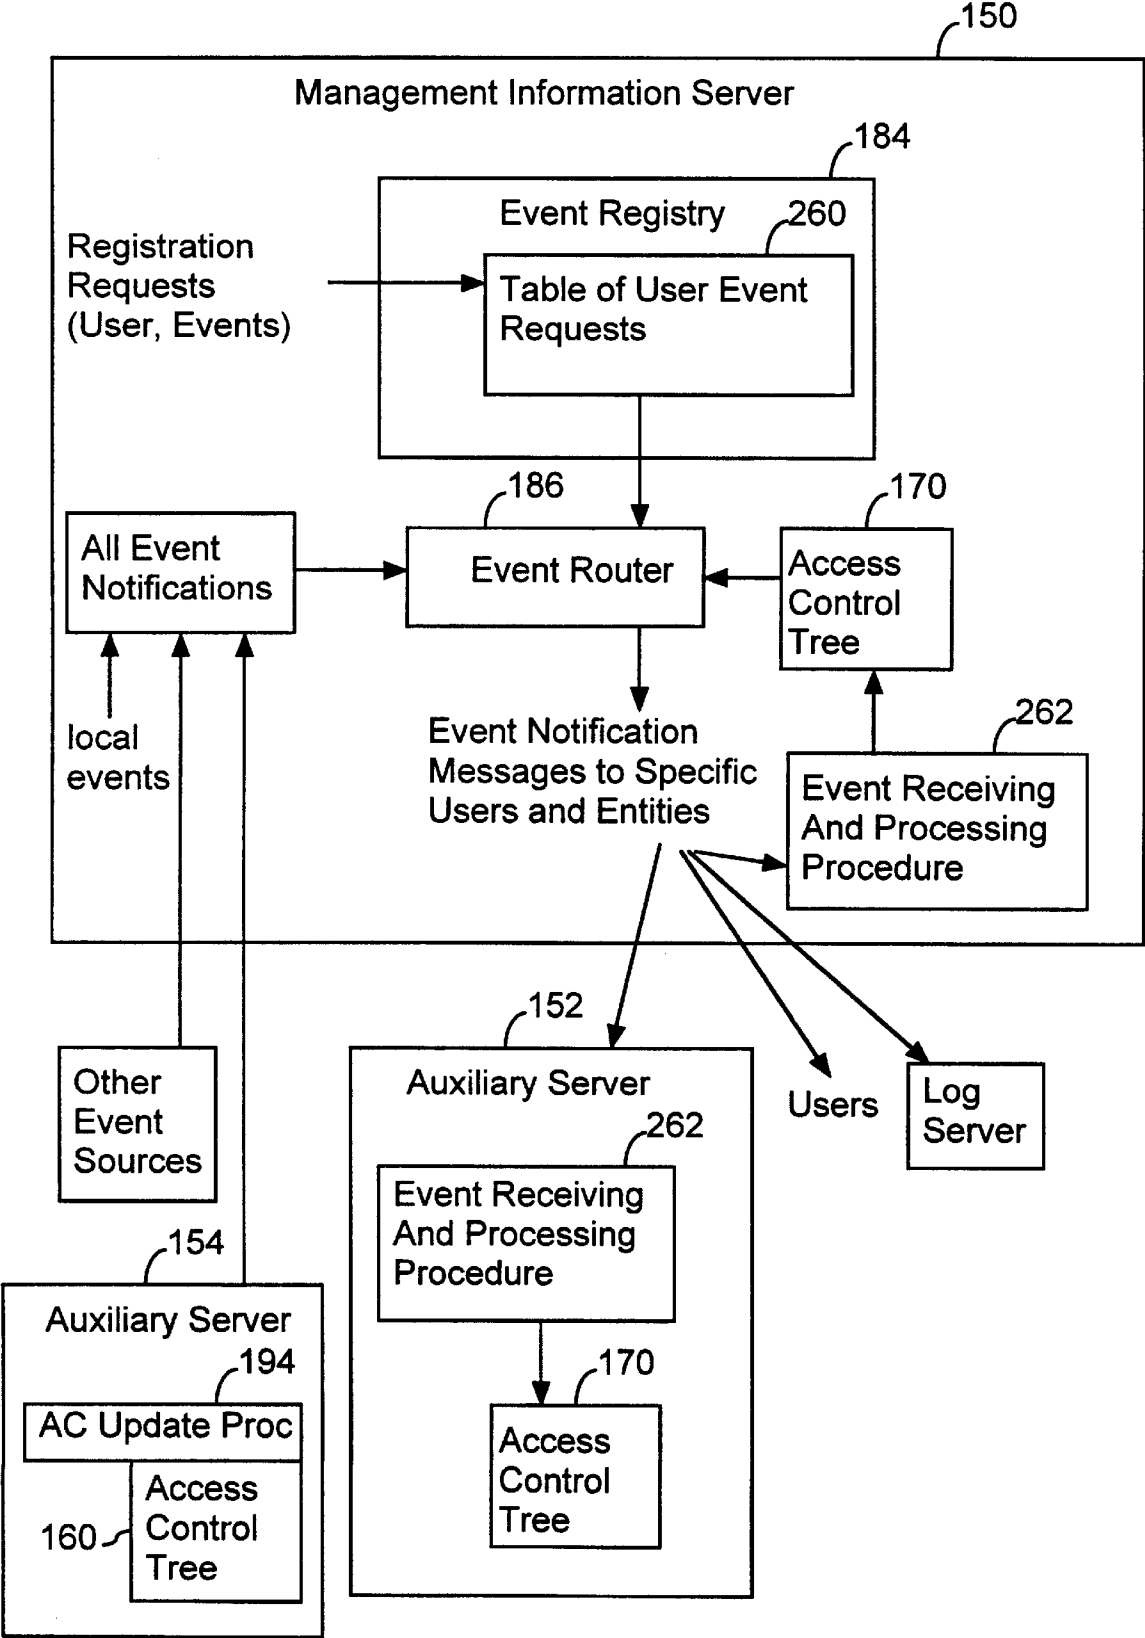 150
Management Information Server
184
Event Registry
260
Registration
Requests
(User, Events)
Table of User Event
Requests
186
170
All Event
Notifications
Event Router
Access
Control
Tree
local
events
Event Notification
Messages to Specific
Users and Entities
262
Event Receiving
And Processing
Procedure
152
Other
Event
Sources
Auxiliary Server
Users
Log
Server
262
Event Receiving
And Processing
Procedure
154
Auxiliary Server
194
AC Update Proc
170
Access
Control
Tree
160
Access
Control
Tree